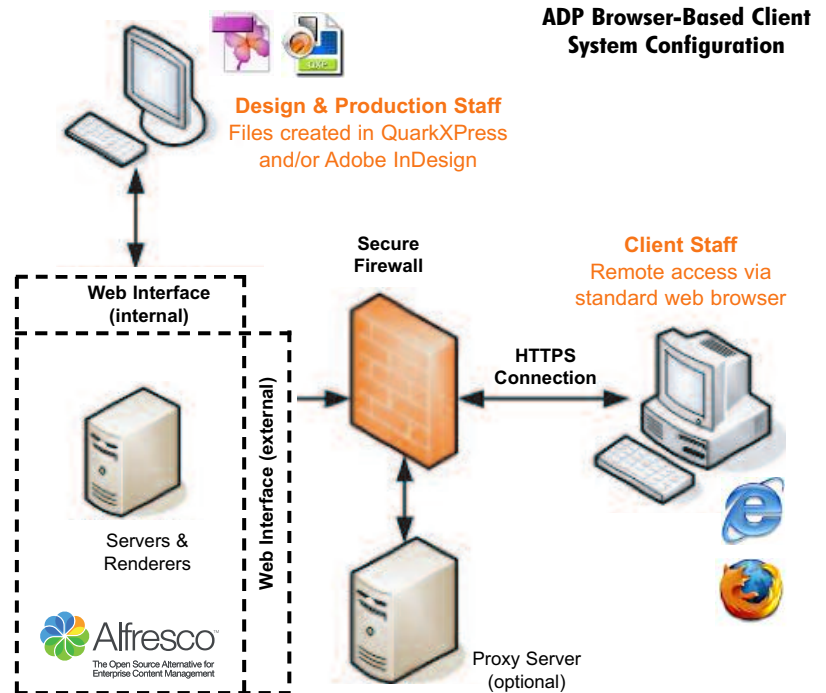 ADP Browser-Based Client
System Configuration
Design & Production Staff
Files created in QuarkXPress
and/or Adobe InDesign
Secure
Firewall
Client Staff
Remote access via
standard web browser
Web Interface
(internal)
HTTPS
Connection
Web Interface (external)
Servers &
Renderers
Alfresco™
The Open Source Alternative for
Enterprise Content Management
Proxy Server
(optional)